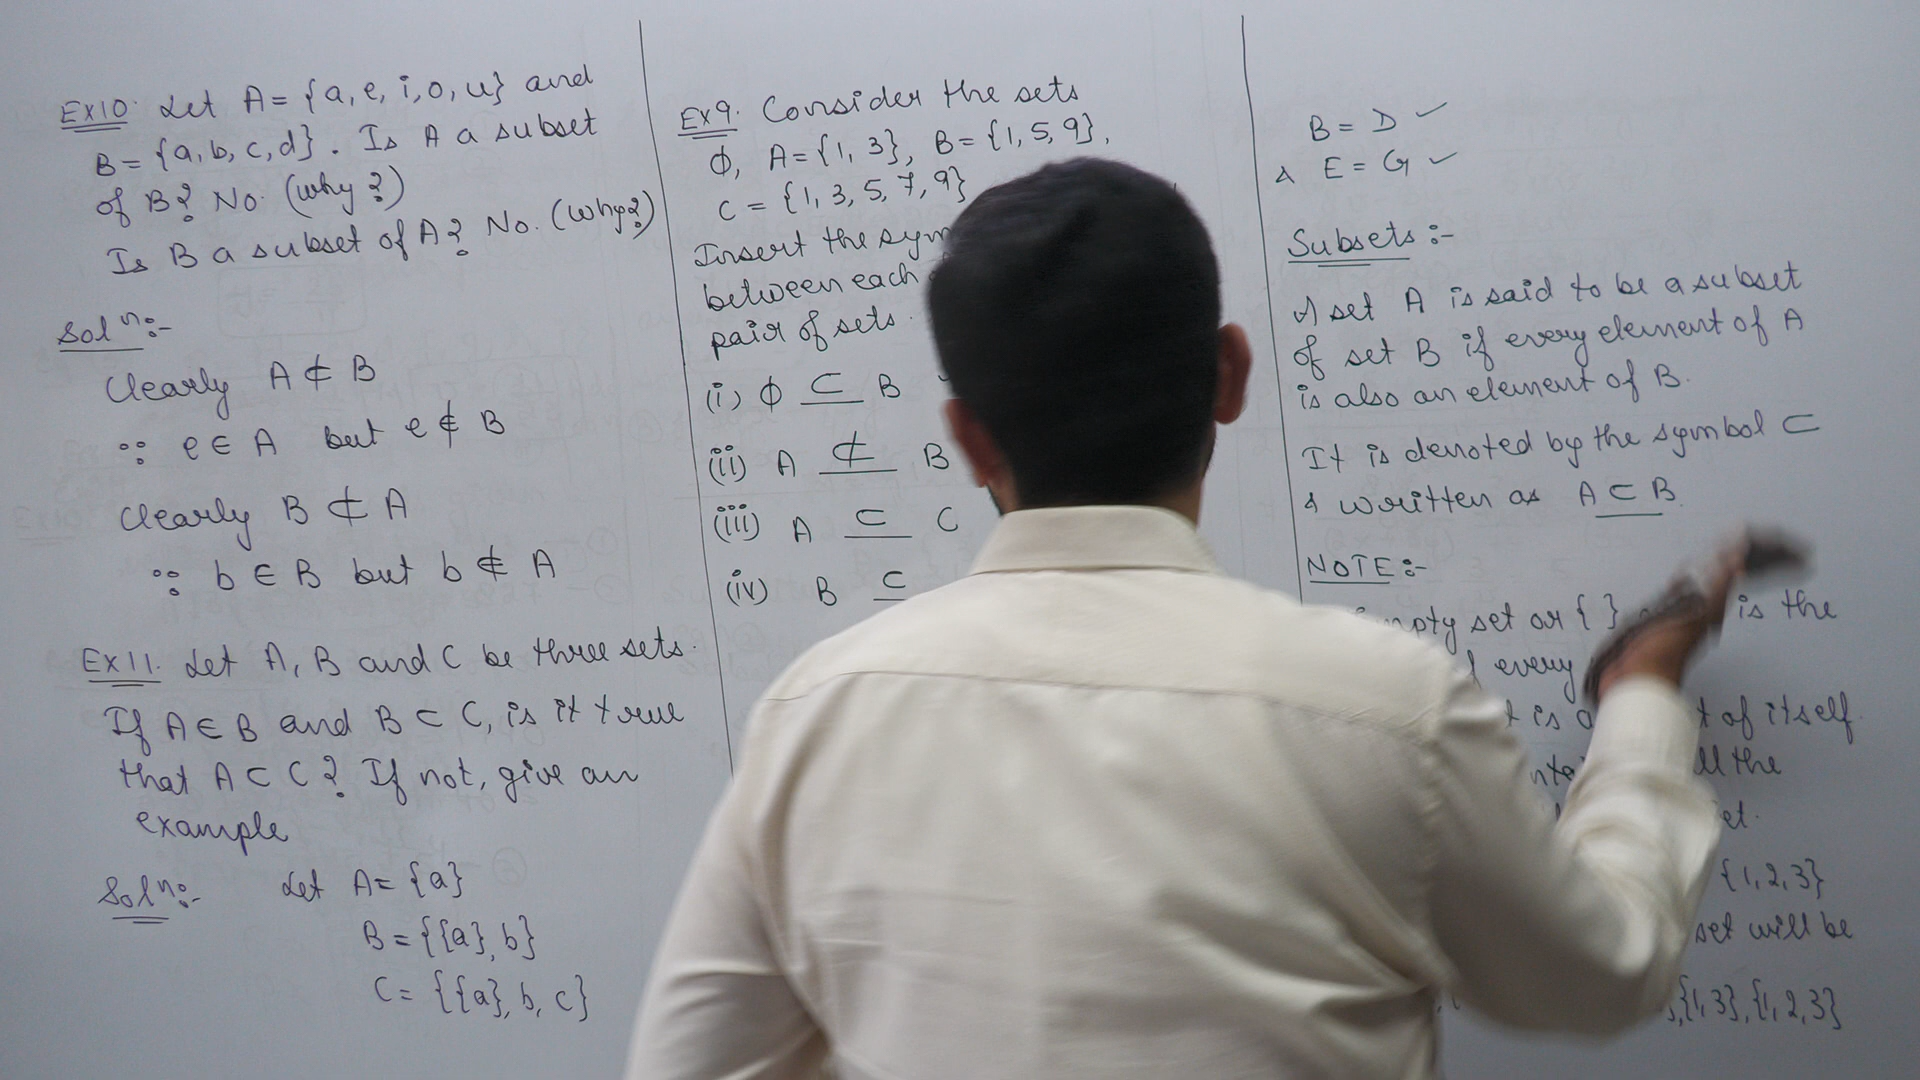 Ex10. Let A = {a, e, i, o, u} and
B = {a, b, c, d}. Is A a subset
of B? No. (why?)
Is B a subset of A? No. (why?)
Solⁿ:-
Clearly A ⊄ B
∵ e ∈ A but e ∉ B
Clearly B ⊄ A
∵ b ∈ B but b ∉ A
Ex11. Let A, B and C be three sets.
If A ∈ B and B ⊂ C, is it true
that A ⊂ C? If not, give an
example
Solⁿ:- Let A = {a}
B = {{a}, b}
C = {{a}, b, c}
Ex9. Consider the sets
ϕ, A = {1, 3}, B = {1, 5, 9},
C = {1, 3, 5, 7, 9}
Insert the
between each
pair of sets.
(i) ϕ ⊂ B
(ii) A ⊄ B
(iii) A ⊂ C
(iv) B ⊂
B = D ✓
& E = G ✓
Subsets :-
A set A is said to be a subset
of set B if every element of A
is also an element of B.
It is denoted by the symbol ⊂
& written as A ⊂ B.
NOTE :-
set or { } is the
every
is of itself.
the
{1, 2, 3}
set will be
{1, 3}, {1, 2, 3}